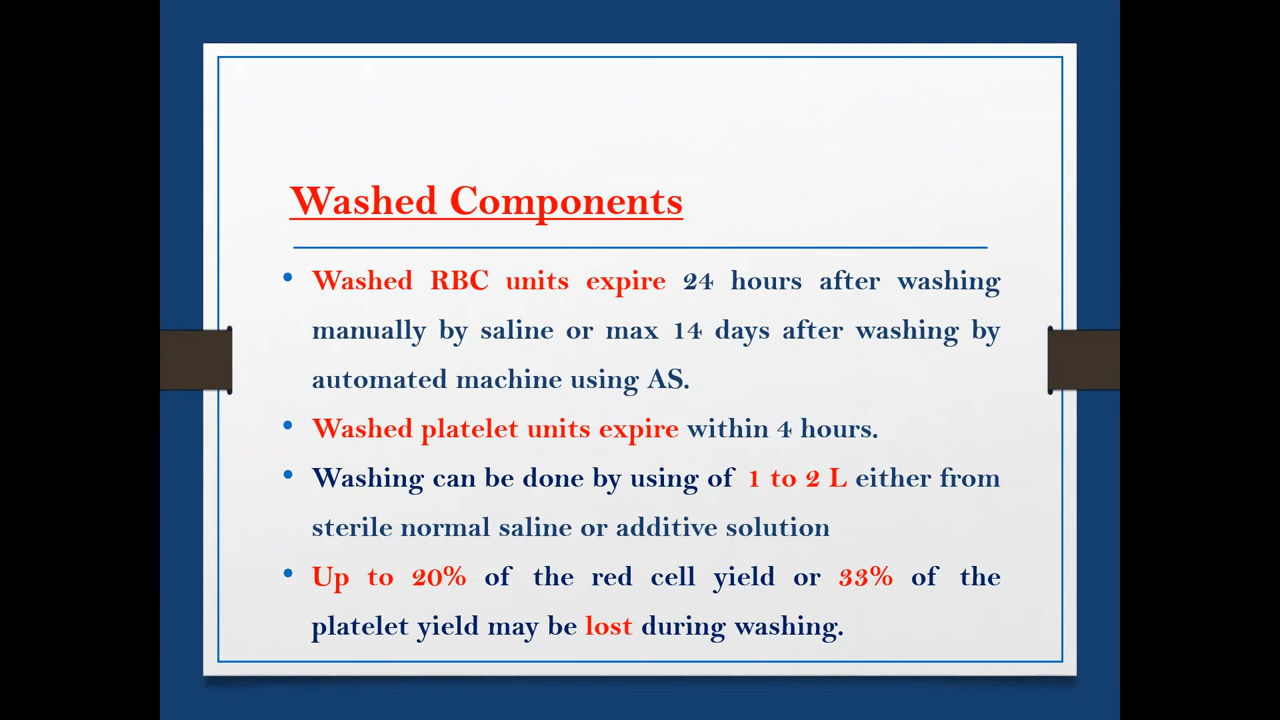 Washed Components
• Washed RBC units expire 24 hours after washing
manually by saline or max 14 days after washing by
automated machine using AS.
• Washed platelet units expire within 4 hours.
• Washing can be done by using of 1 to 2 L either from
sterile normal saline or additive solution
• Up to 20% of the red cell yield or 33% of the
platelet yield may be lost during washing.